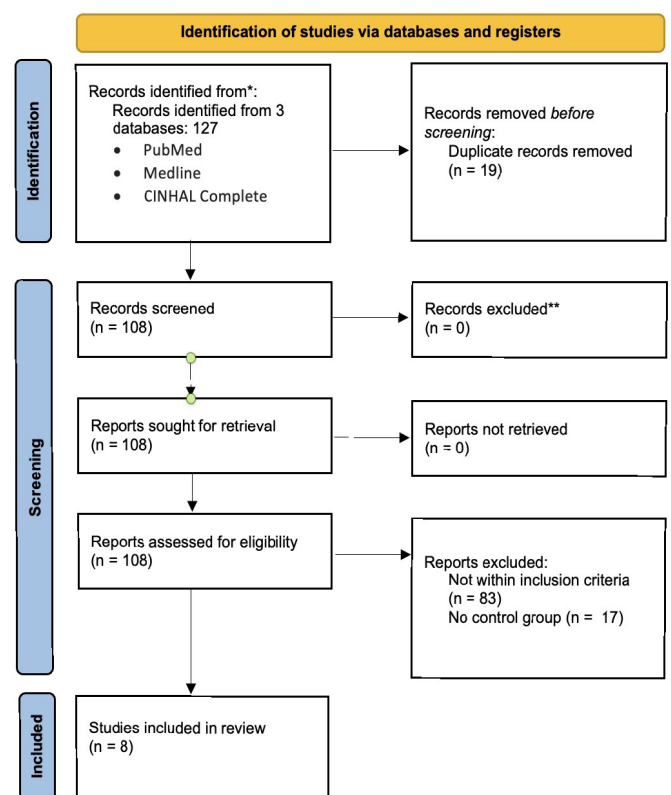 Identification of studies via databases and registers
Identification
Records identified from*:
Records identified from 3
databases: 127
• PubMed
• Medline
• CINHAL Complete
Records removed before
screening:
Duplicate records removed
(n = 19)
Screening
Records screened
(n = 108)
Records excluded**
(n = 0)
Reports sought for retrieval
(n = 108)
Reports not retrieved
(n = 0)
Reports assessed for eligibility
(n = 108)
Reports excluded:
Not within inclusion criteria
(n = 83)
No control group (n = 17)
Included
Studies included in review
(n = 8)